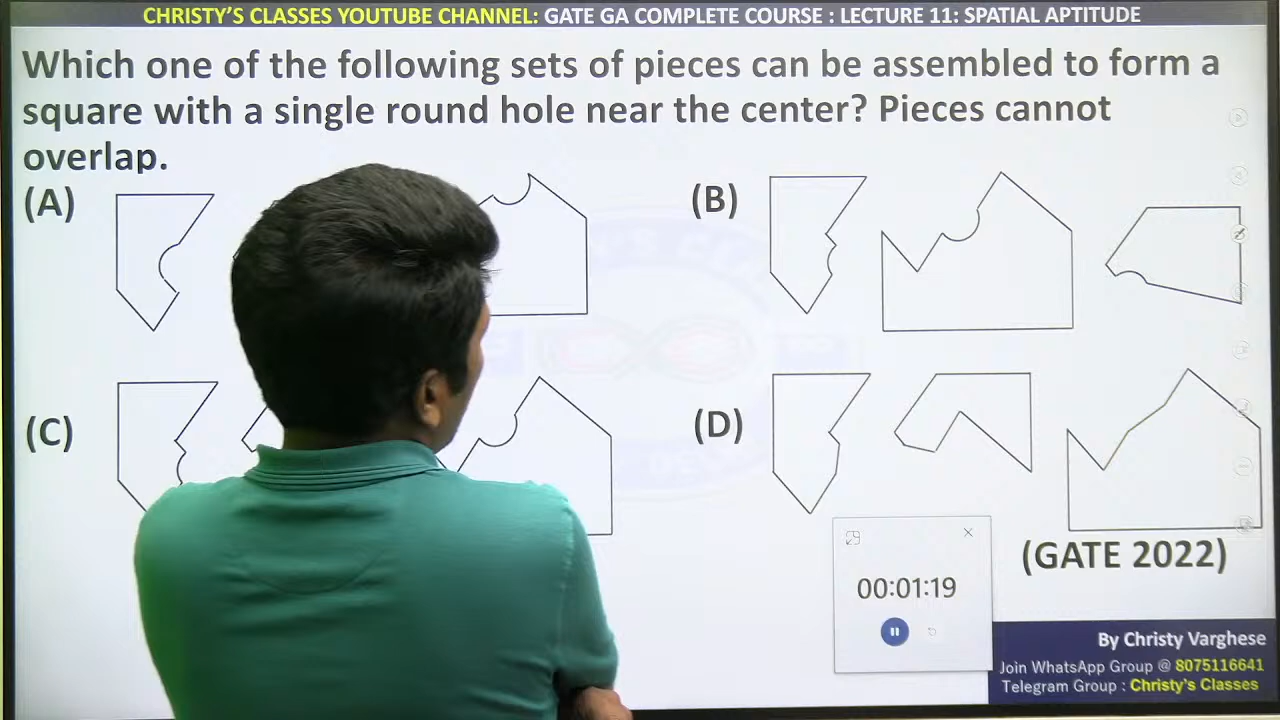 CHRISTY'S CLASSES YOUTUBE CHANNEL: GATE GA COMPLETE COURSE : LECTURE 11: SPATIAL APTITUDE
Which one of the following sets of pieces can be assembled to form a
square with a single round hole near the center? Pieces cannot
overlap.
(A)
(B)
(C)
(D)
00:01:19
(GATE 2022)
By Christy Varghese
Join WhatsApp Group @ 8075116641
Telegram Group : Christy's Classes